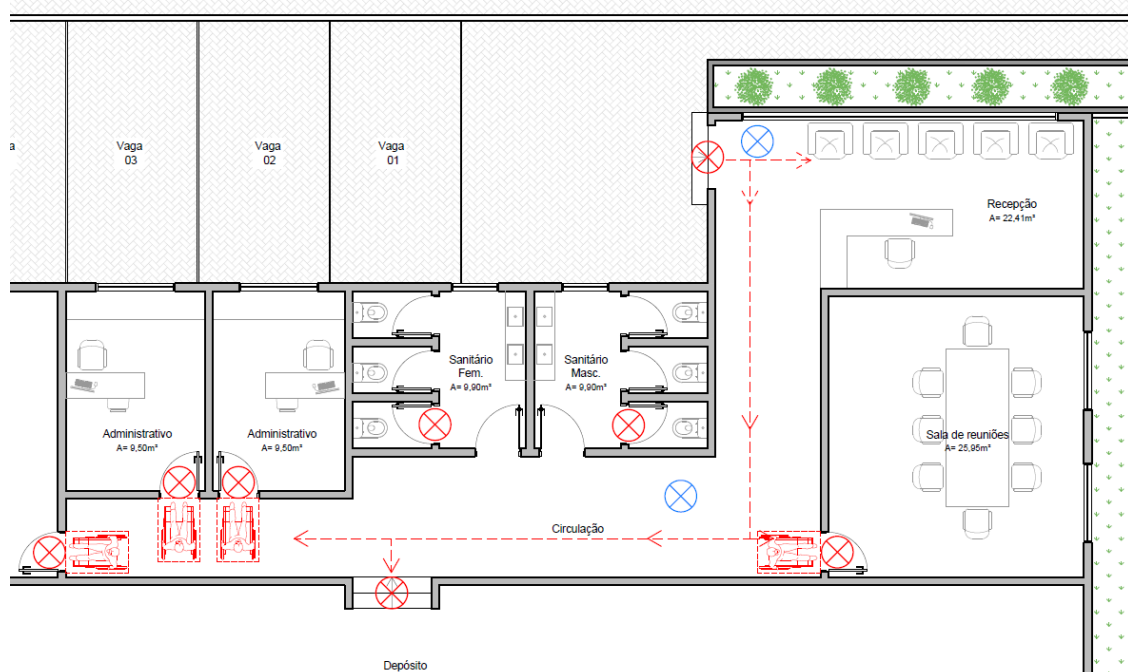 a
Vaga
03
Vaga
02
Vaga
01
Recepção
A= 22,41m²
Sanitário
Fem.
A= 9,90m²
Sanitário
Masc.
A= 9,90m²
Administrativo
A= 9,50m²
Administrativo
A= 9,50m²
Sala de reuniões
A= 25,95m²
Circulação
Depósito